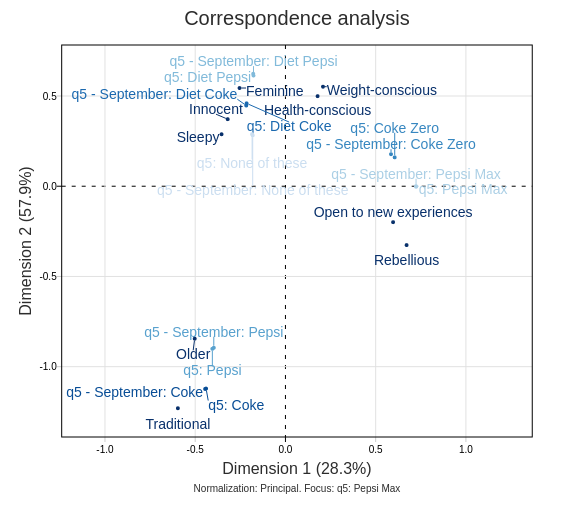 Correspondence analysis
q5 - September: Diet Pepsi
q5: Diet Pepsi
q5 - September: Diet Coke
Feminine
Weight-conscious
Innocent
Health-conscious
q5: Diet Coke
q5: Coke Zero
Sleepy
q5 - September: Coke Zero
q5: None of these
q5 - September: Pepsi Max
q5 - September: None of these
q5: Pepsi Max
Open to new experiences
Rebellious
q5 - September: Pepsi
Older
q5: Pepsi
q5 - September: Coke
q5: Coke
Traditional
0.5
0.0
-0.5
-1.0
Dimension 2 (57.9%)
-1.0
-0.5
0.0
0.5
1.0
Dimension 1 (28.3%)
Normalization: Principal. Focus: q5: Pepsi Max